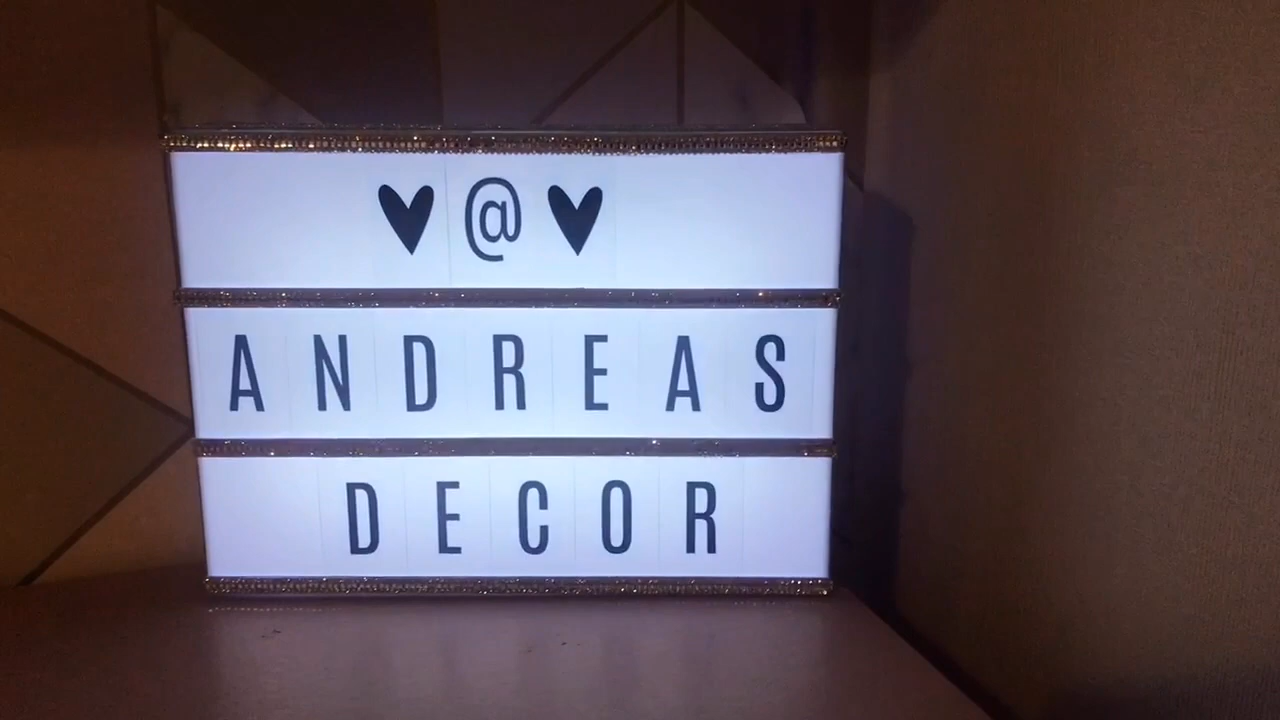 ♥ @ ♥
ANDREAS
DECOR